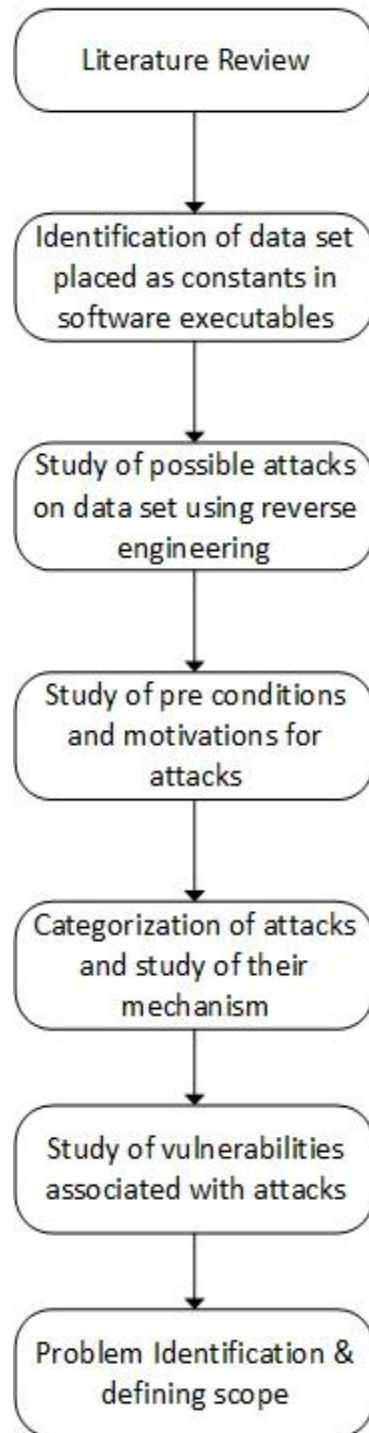 Literature Review
Identification of data set
placed as constants in
software executables
Study of possible attacks
on data set using reverse
engineering
Study of pre conditions
and motivations for
attacks
Categorization of attacks
and study of their
mechanism
Study of vulnerabilities
associated with attacks
Problem Identification &
defining scope